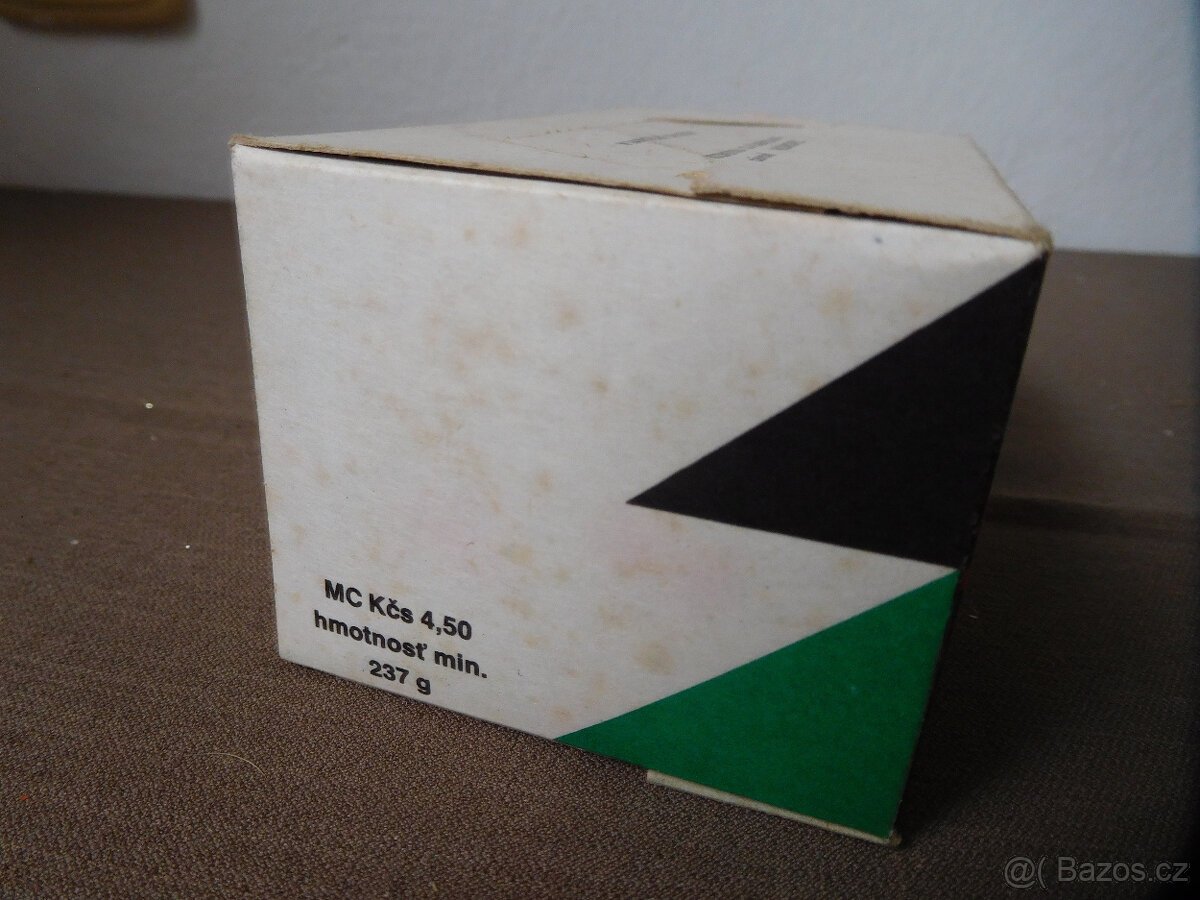 MC Kčs 4,50
hmotnosť min.
237 g
@( Bazos.cz